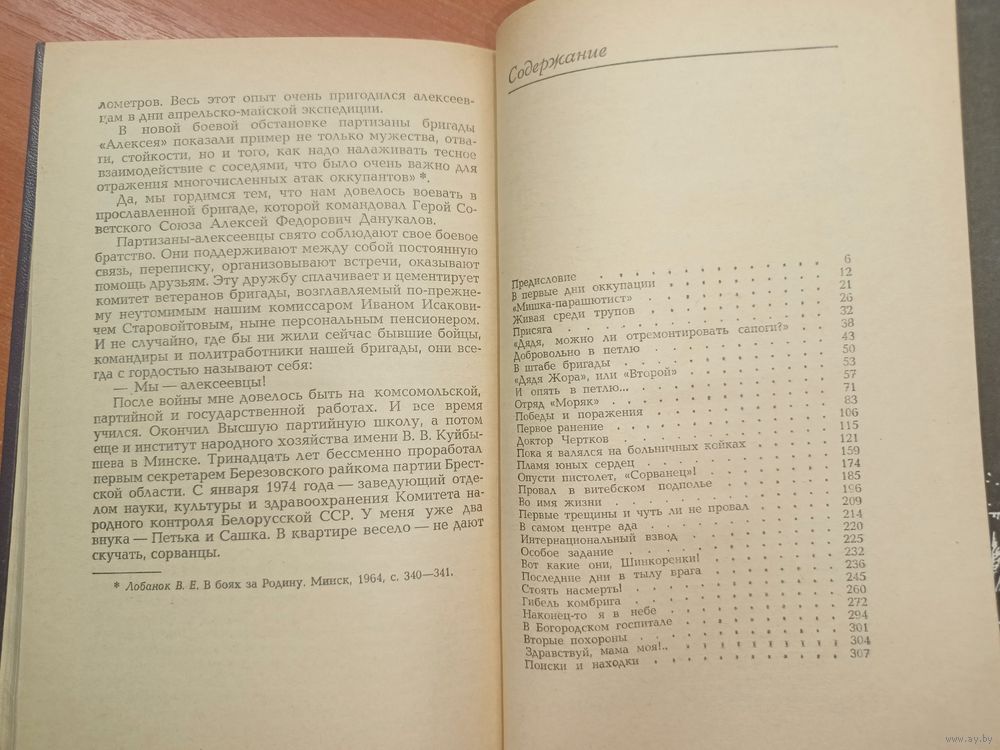 лометров. Весь этот опыт очень пригодился алексеев-
цам в дни апрельско-майской экспедиции.
В новой боевой обстановке партизаны бригады
«Алексея» показали пример не только мужества, отва-
ги, стойкости, но и того, как надо налаживать тесное
взаимодействие с соседями, что было очень важно для
отражения многочисленных атак оккупантов» *.
Да, мы гордимся тем, что нам довелось воевать в
прославленной бригаде, которой командовал Герой Со-
ветского Союза Алексей Федорович Данукалов.
Партизаны-алексеевцы свято соблюдают свое боевое
братство. Они поддерживают между собой постоянную
связь, переписку, организовывают встречи, оказывают
помощь друзьям. Эту дружбу сплачивает и цементирует
комитет ветеранов бригады, возглавляемый по-прежне-
му неутомимым нашим комиссаром Иваном Исакови-
чем Старовойтовым, ныне персональным пенсионером.
И не случайно, где бы ни жили сейчас бывшие бойцы,
командиры и политработники нашей бригады, они все-
гда с гордостью называют себя:
— Мы — алексеевцы!
После войны мне довелось быть на комсомольской,
партийной и государственной работах. И все время
учился. Окончил Высшую партийную школу, а потом
еще и институт народного хозяйства имени В. В. Куйбы-
шева в Минске. Тринадцать лет бессменно проработал
первым секретарем Березовского райкома партии Брест-
ской области. С января 1974 года — заведующий отде-
лом науки, культуры и здравоохранения Комитета на-
родного контроля Белорусской ССР. У меня уже два
внука — Петька и Сашка. В квартире весело — не дают
скучать, сорванцы.
* Лобанок В. Е. В боях за Родину. Минск, 1964, с. 340—341.
Содержание
Предисловие 6
В первые дни оккупации 12
«Мишка-парашютист» 21
Живая среди трупов 26
Присяга 32
«Дядя, можно ли отремонтировать сапоги?» 38
Добровольно в петлю 43
В штабе бригады 50
«Дядя Жора», или «Второй» 53
И опять в петлю... 57
Отряд «Моряк» 71
Победы и поражения 83
Первое ранение 106
Доктор Чертков 115
Пока я валялся на больничных койках 121
Пламя юных сердец 159
Опусти пистолет, «Сорванец»! 174
Провал в витебском подполье 185
Во имя жизни 196
Первые трещины и чуть ли не провал 209
В самом центре ада 214
Интернациональный взвод 220
Особое задание 225
Вот какие они, Шинкоренки! 232
Последние дни в тылу врага 236
Стоять насмерть! 245
Гибель комбрига 260
Наконец-то я в небе 272
В Богородском госпитале 294
Вторые похороны 301
Здравствуй, мама моя!.. 304
Поиски и находки 307
www.ay.by